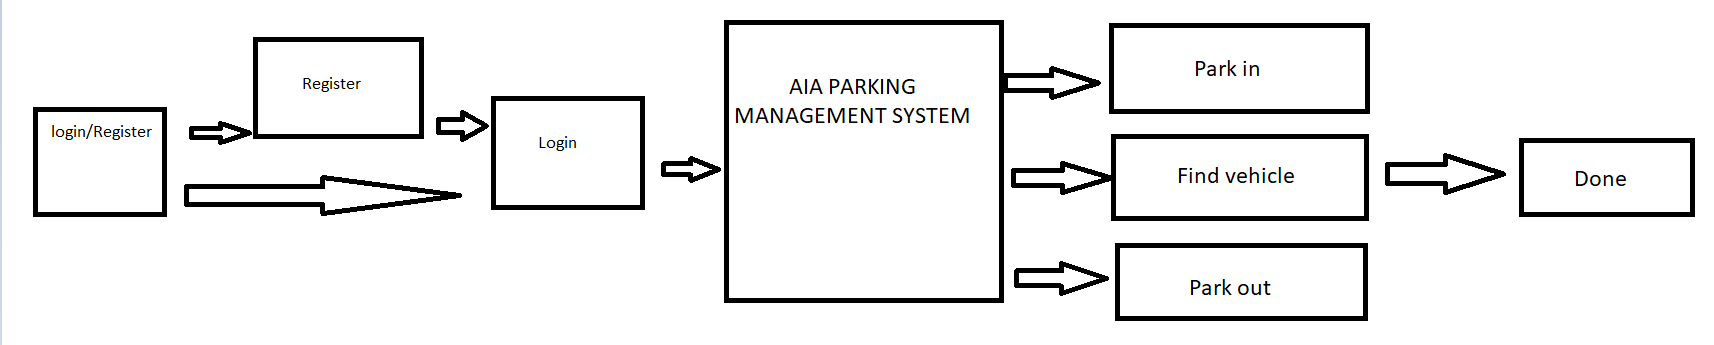 login/Register
Register
Login
AIA PARKING
MANAGEMENT SYSTEM
Park in
Find vehicle
Park out
Done